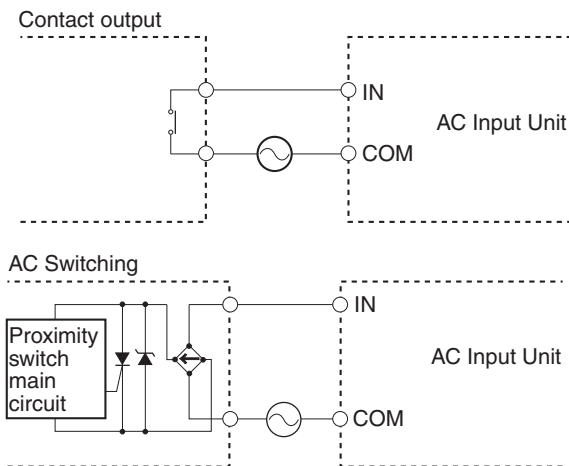 Contact output
IN
AC Input Unit
COM
AC Switching
IN
Proximity
switch
main
circuit
AC Input Unit
COM